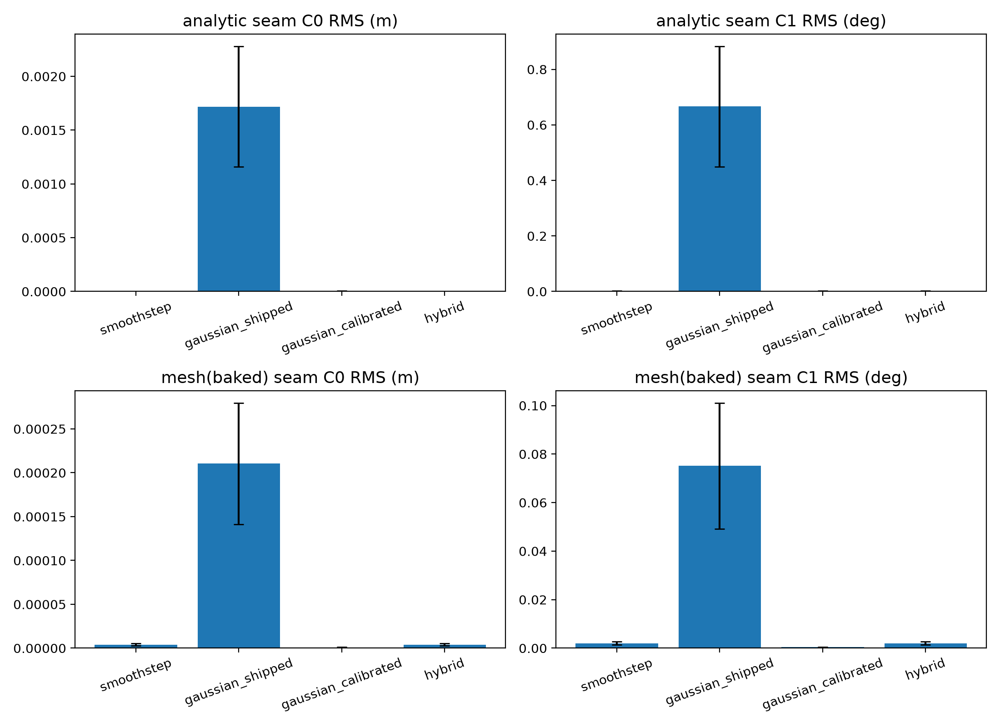 analytic seam C0 RMS (m)
0.0020
0.0015
0.0010
0.0005
0.0000
smoothstep
gaussian_shipped
gaussian_calibrated
hybrid
analytic seam C1 RMS (deg)
0.8
0.6
0.4
0.2
0.0
smoothstep
gaussian_shipped
gaussian_calibrated
hybrid
mesh(baked) seam C0 RMS (m)
0.00025
0.00020
0.00015
0.00010
0.00005
0.00000
smoothstep
gaussian_shipped
gaussian_calibrated
hybrid
mesh(baked) seam C1 RMS (deg)
0.10
0.08
0.06
0.04
0.02
0.00
smoothstep
gaussian_shipped
gaussian_calibrated
hybrid